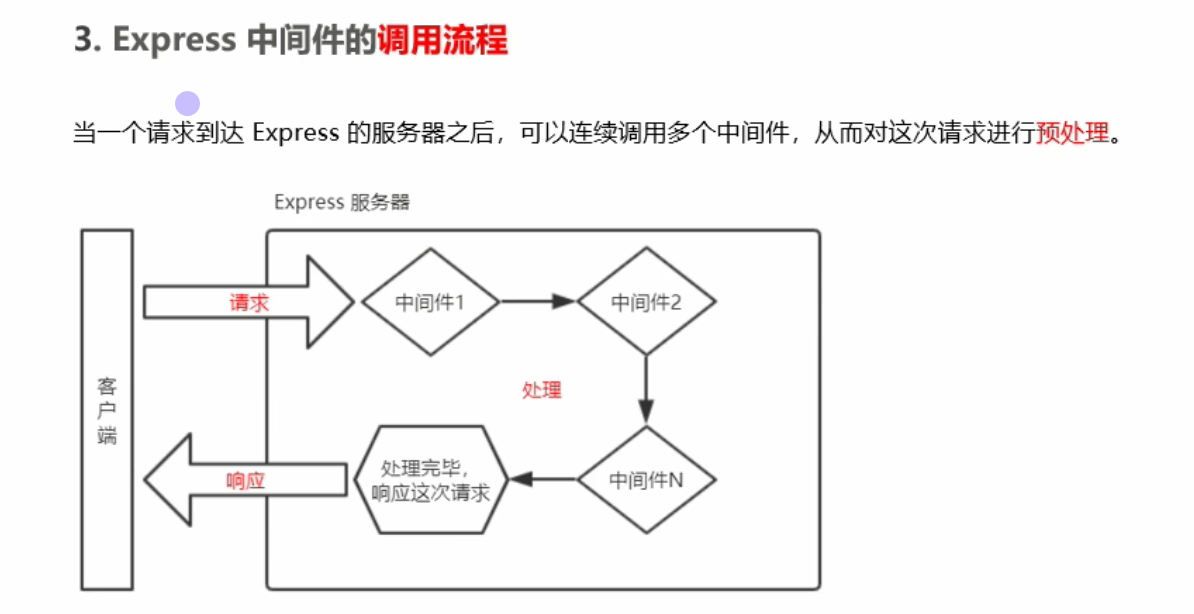 3. Express 中间件的调用流程
当一个请求到达 Express 的服务器之后，可以连续调用多个中间件，从而对这次请求进行预处理。
Express 服务器
请求
中间件1
中间件2
处理
客
户
端
响应
处理完毕，
响应这次请求
中间件N